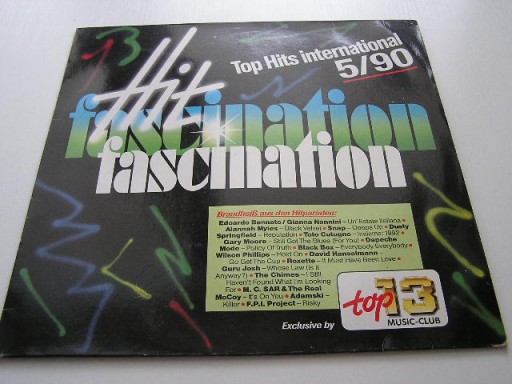 Hit
Top Hits international
5/90
fascination
fascination
Brandheiß aus den Hitparaden:
Edoardo Bennato / Gianna Nannini – Un' Estate Italiana •
Alannah Myles – Black Velvet • Snap – Ooops Up • Dusty
Springfield – Reputation • Toto Cutugno – Insieme: 1992 •
Gary Moore – Still Got The Blues (For You) • Depeche
Mode – Policy Of Truth • Black Box – Everybody Everybody •
Wilson Phillips – Hold On • David Hanselmann –
Go Get The Cup • Roxette – It Must Have Been Love •
Guru Josh – Whose Law (Is It
Anyway?) • The Chimes – I Still
Haven't Found What I'm Looking
For • M. C. SAR & The Real
McCoy – It's On You • Adamski –
Killer • F.P.I. Project – Risky
Exclusive by
top 13
MUSIC-CLUB